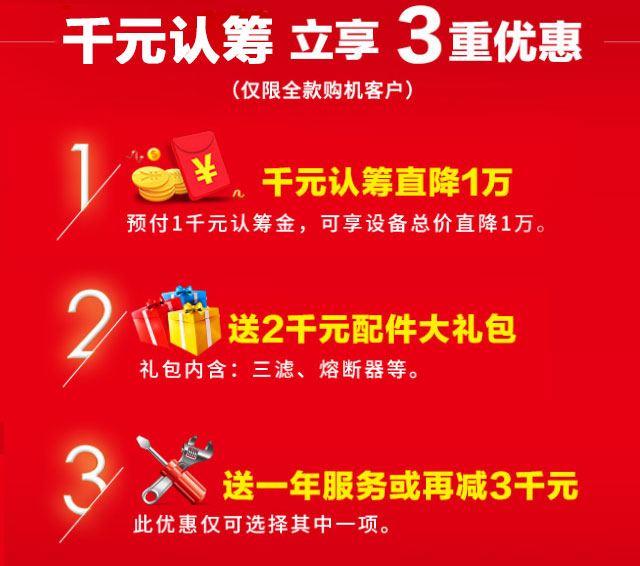 千元认筹 立享 3重优惠
（仅限全款购机客户）
1
¥
千元认筹直降1万
预付1千元认筹金，可享设备总价直降1万。
2
送2千元配件大礼包
礼包内含：三滤、熔断器等。
3
送一年服务或再减3千元
此优惠仅可选择其中一项。